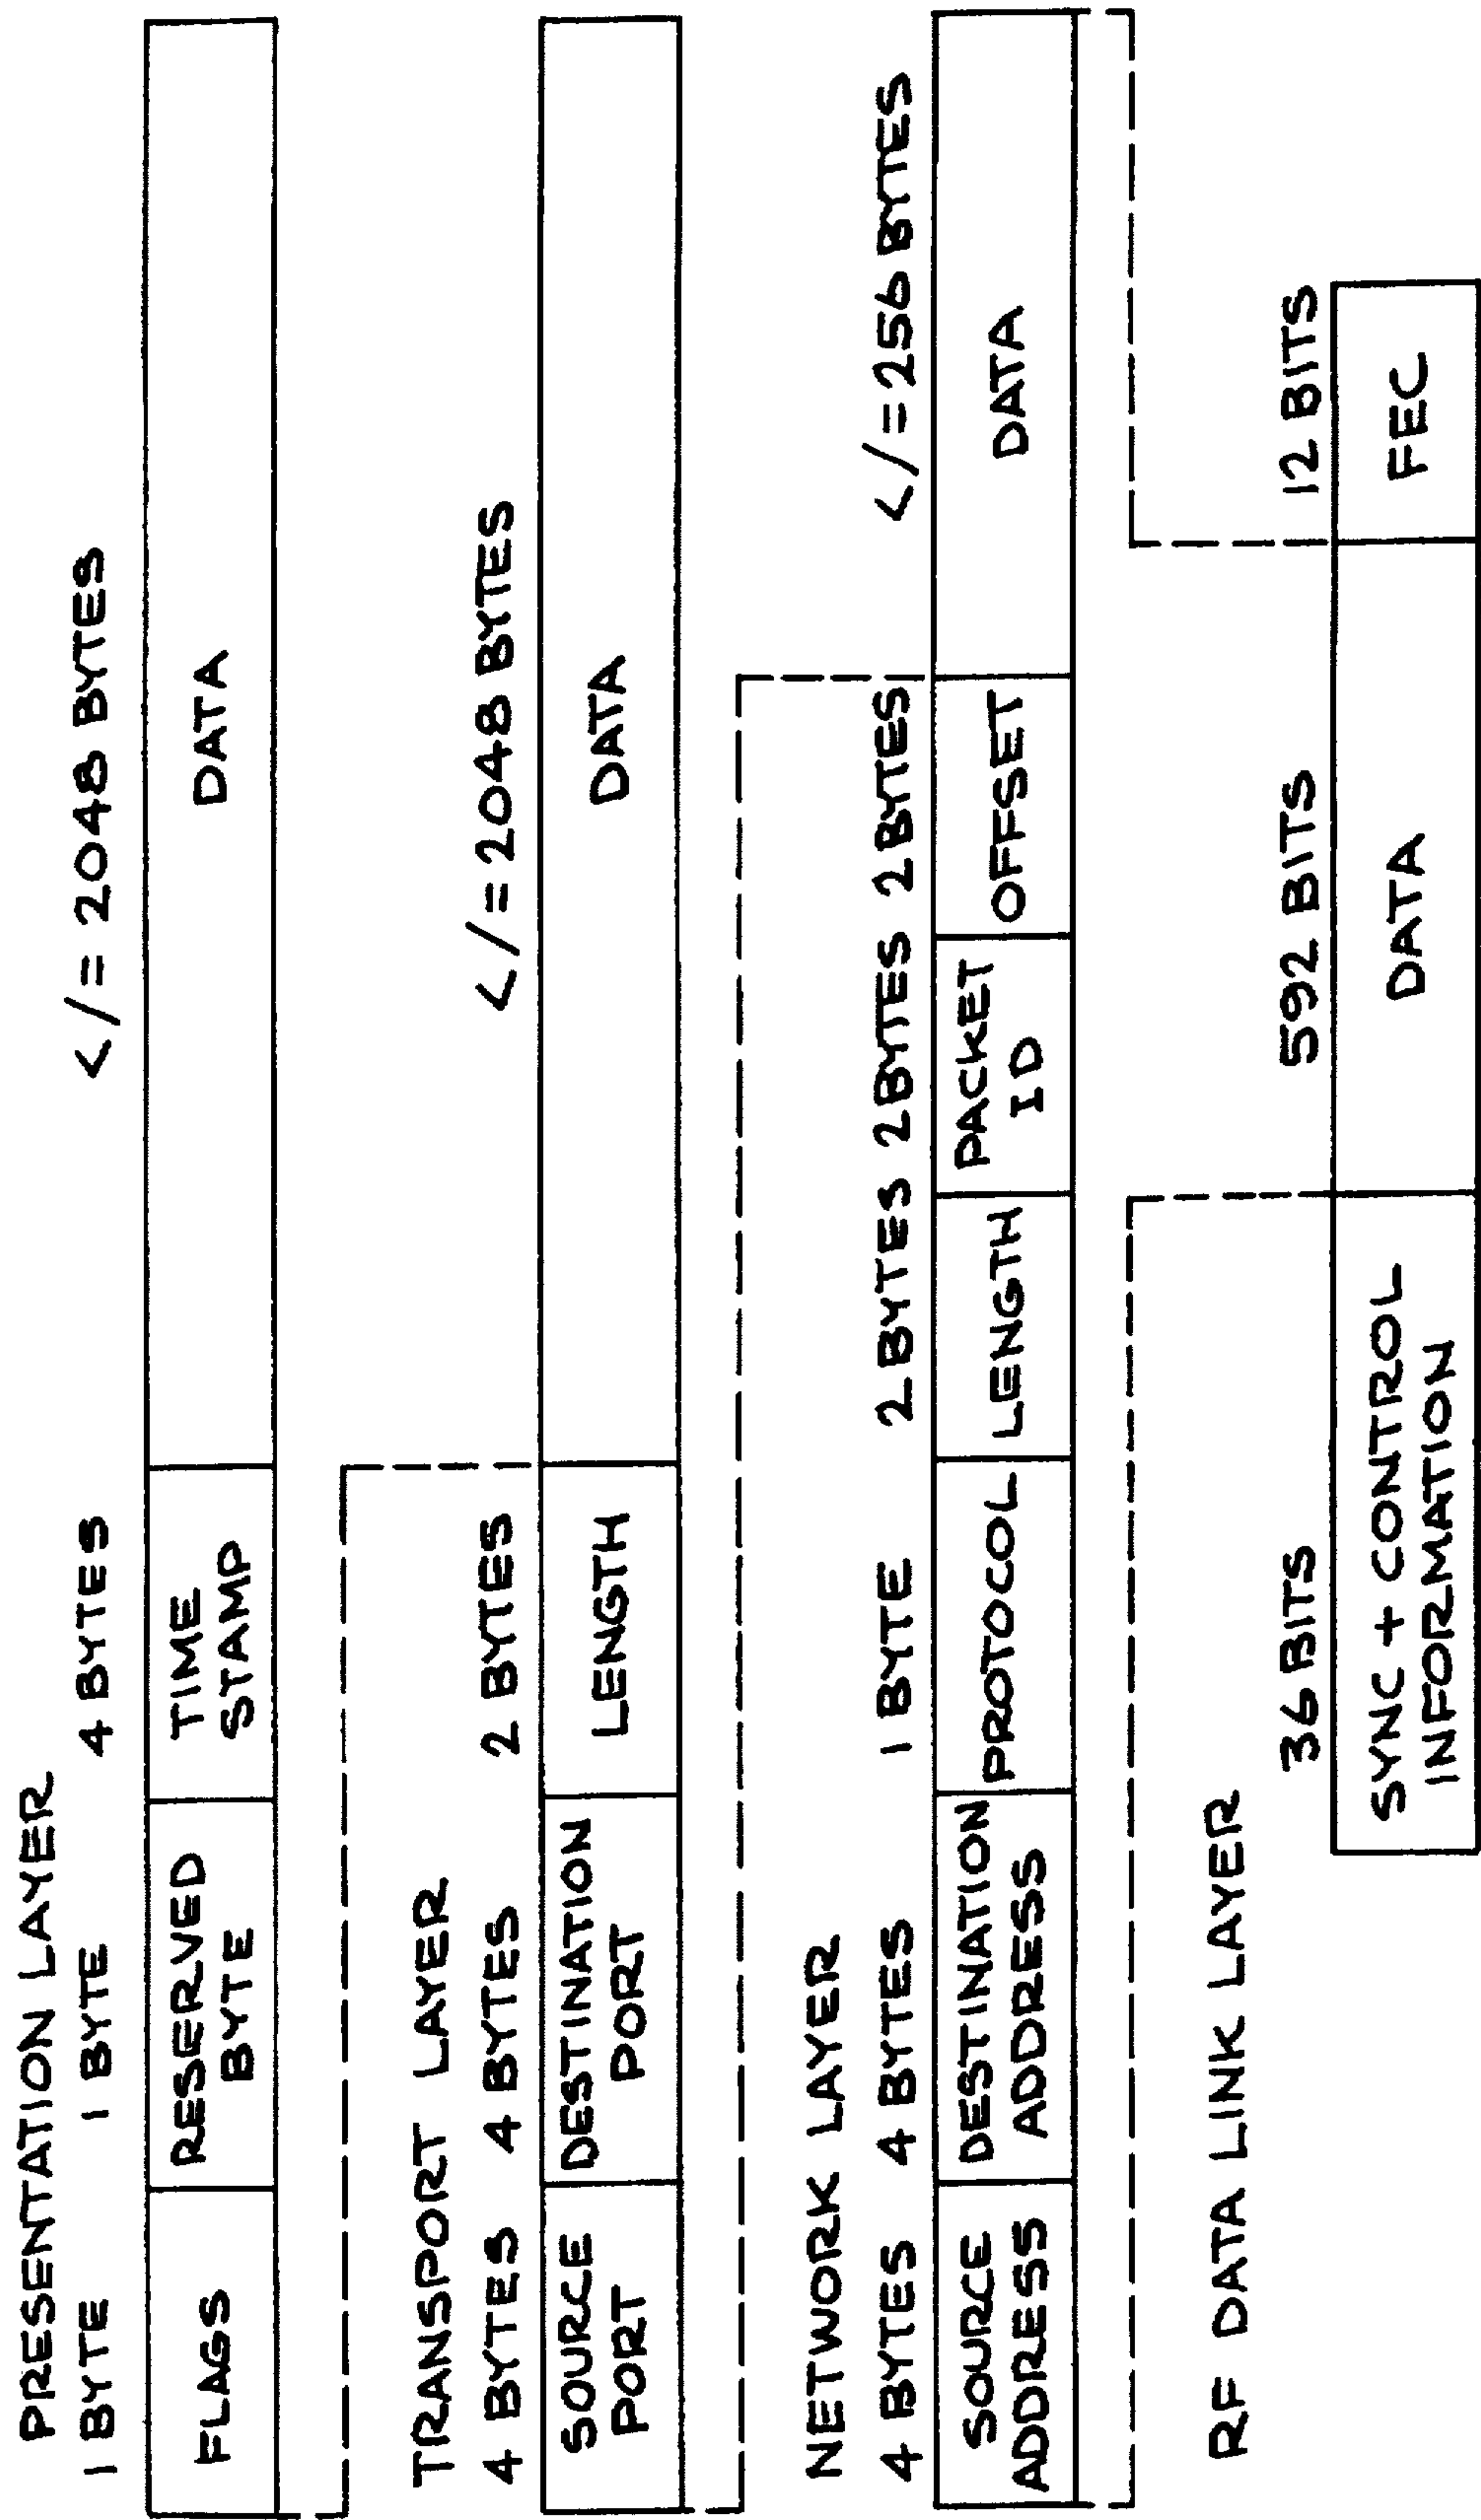 PRESENTATION LAYER
1 BYTE 1 BYTE 4 BYTES </= 2048 BYTES
FLAGS RESERVED BYTE TIME STAMP DATA
TRANSPORT LAYER
4 BYTES 4 BYTES 2 BYTES </= 2048 BYTES
SOURCE PORT DESTINATION PORT LENGTH DATA
NETWORK LAYER
4 BYTES 4 BYTES 1 BYTE 2 BYTES 2 BYTES 2 BYTES </= 256 BYTES
SOURCE ADDRESS DESTINATION ADDRESS PROTOCOL LENGTH PACKET ID OFFSET DATA
RF DATA LINK LAYER
36 BITS 592 BITS 12 BITS
SYNC + CONTROL INFORMATION DATA FEC